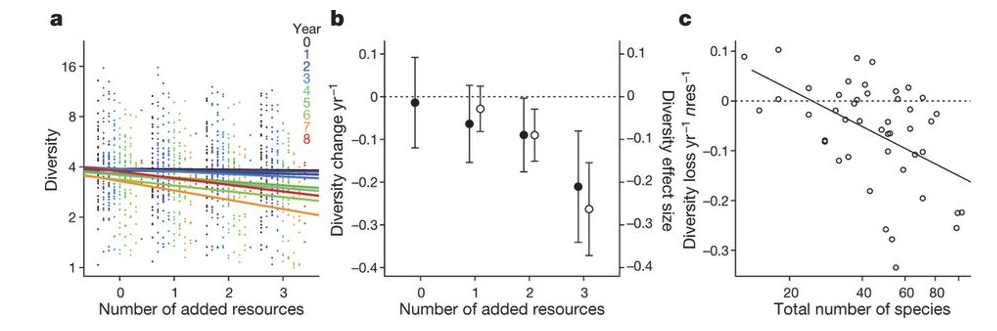 a
Year
0
1
2
3
4
5
6
7
8
16
8
4
2
1
Diversity
0 1 2 3
Number of added resources
b
0.1
0
−0.1
−0.2
−0.3
−0.4
Diversity change yr−1
0.1
0
−0.1
−0.2
−0.3
−0.4
Diversity effect size
0 1 2 3
Number of added resources
c
0.1
0
−0.1
−0.2
−0.3
Diversity loss yr−1 nres−1
20 40 60 80
Total number of species